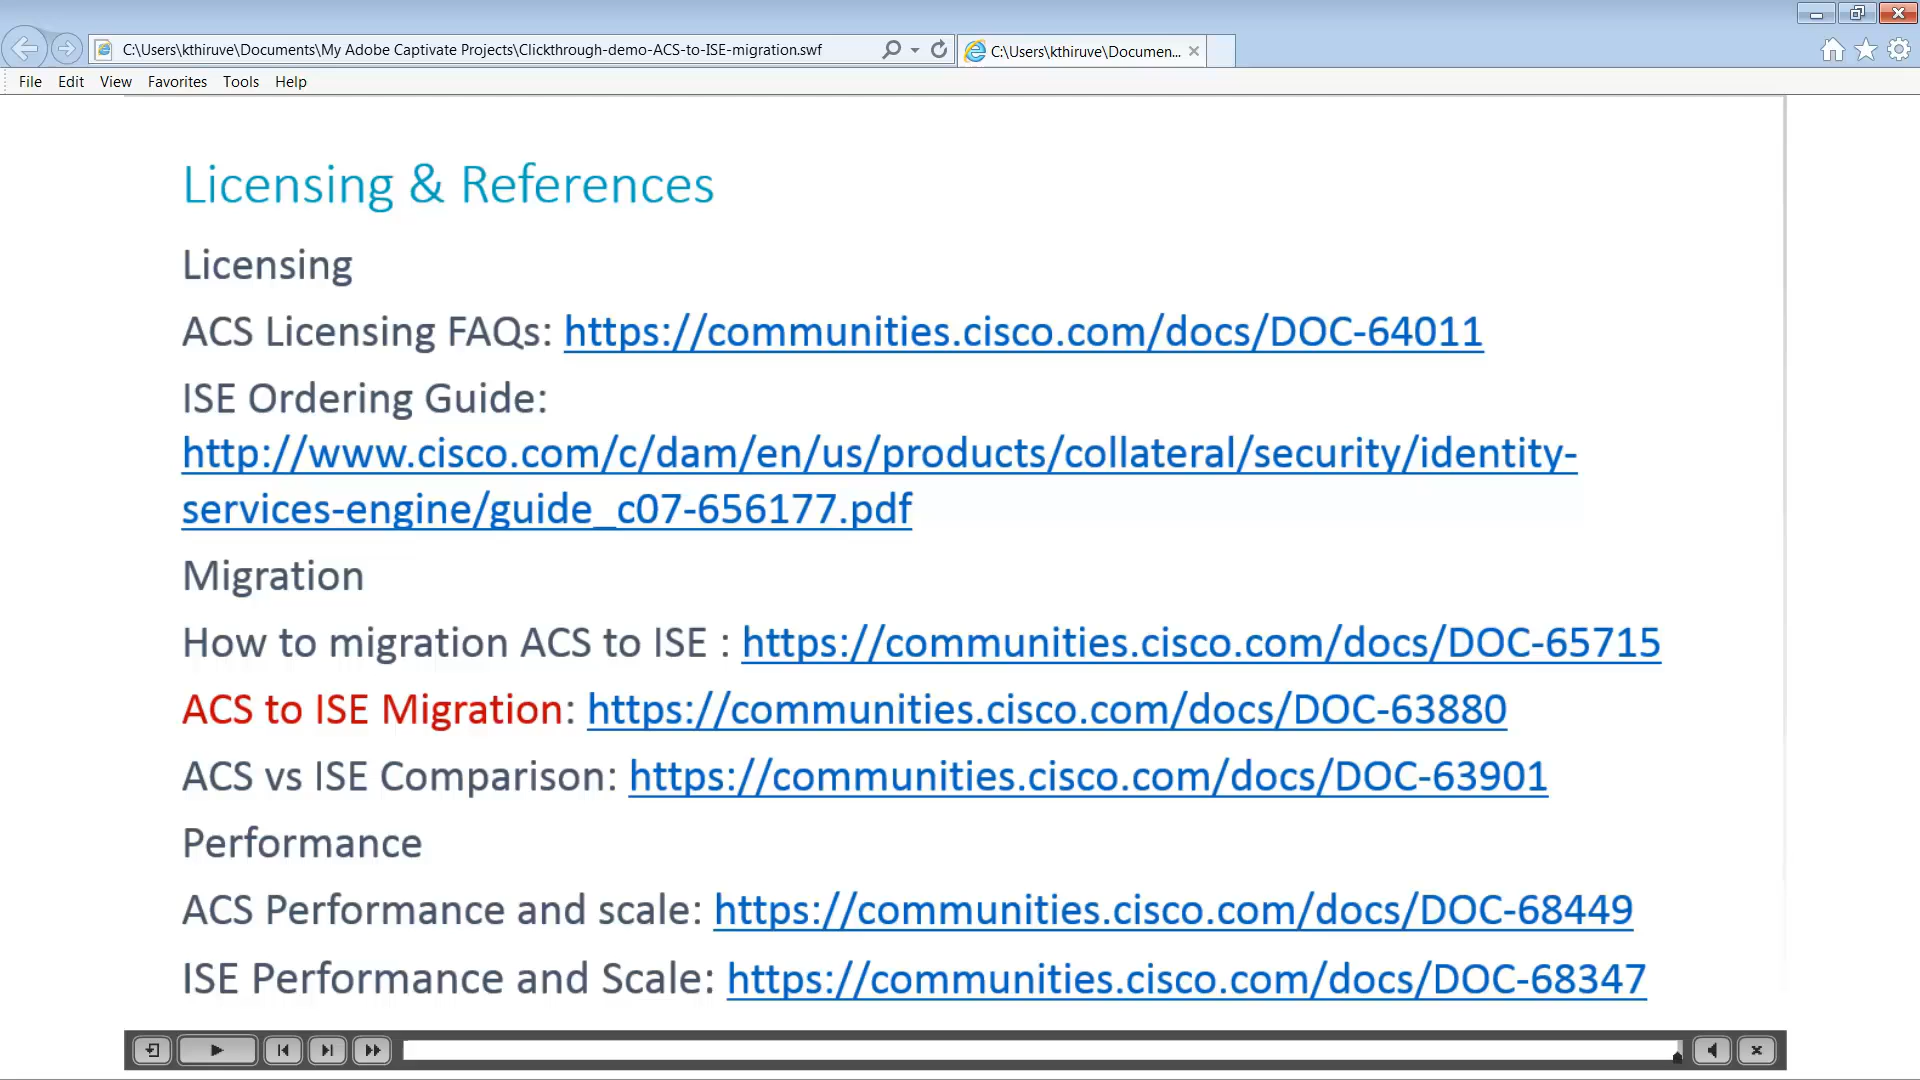 C:\Users\kthiruve\Documents\My Adobe Captivate Projects\Clickthrough-demo-ACS-to-ISE-migration.swf
C:\Users\kthiruve\Documen...
File Edit View Favorites Tools Help
Licensing & References
Licensing
ACS Licensing FAQs: https://communities.cisco.com/docs/DOC-64011
ISE Ordering Guide:
http://www.cisco.com/c/dam/en/us/products/collateral/security/identity-
services-engine/guide_c07-656177.pdf
Migration
How to migration ACS to ISE : https://communities.cisco.com/docs/DOC-65715
ACS to ISE Migration: https://communities.cisco.com/docs/DOC-63880
ACS vs ISE Comparison: https://communities.cisco.com/docs/DOC-63901
Performance
ACS Performance and scale: https://communities.cisco.com/docs/DOC-68449
ISE Performance and Scale: https://communities.cisco.com/docs/DOC-68347